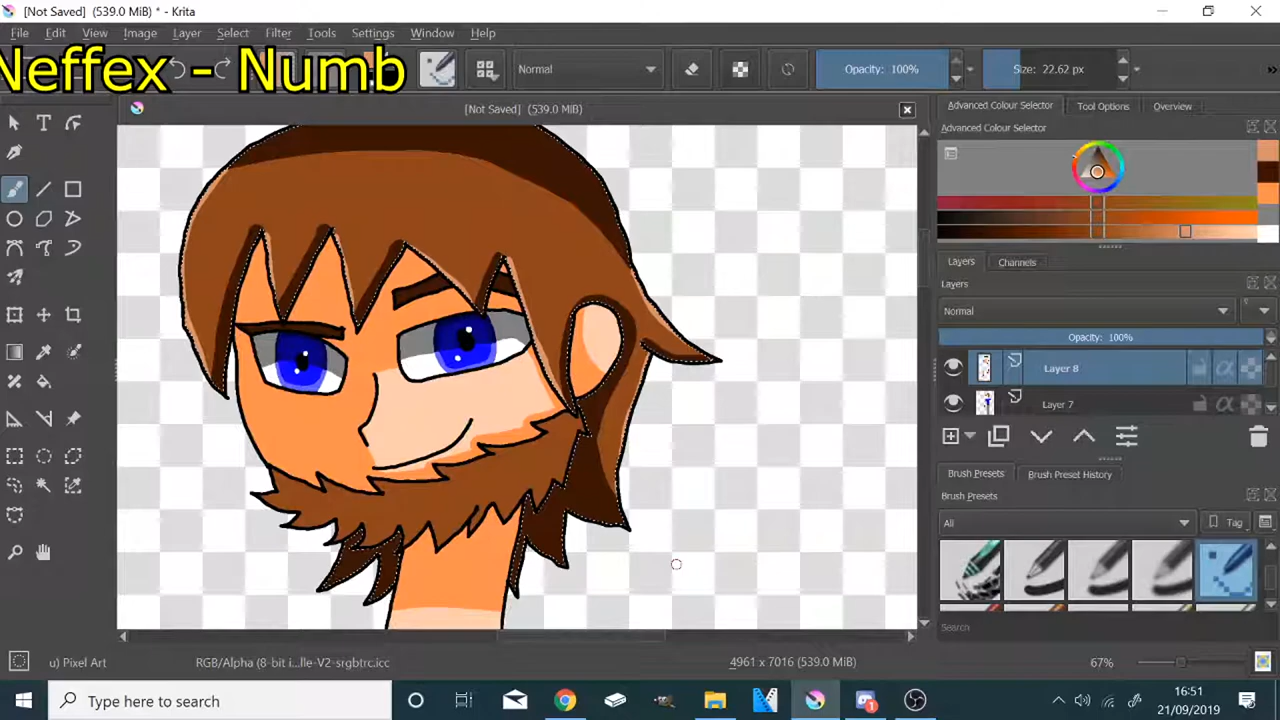 [Not Saved] (539.0 MiB) * - Krita
File Edit View Image Layer Select Filter Tools Settings Window Help
Neffex - Numb
Normal Opacity: 100% Size: 22.62 px »
[Not Saved] (539.0 MiB)
Advanced Colour Selector Tool Options Overview
Advanced Colour Selector
Layers Channels
Layers
Normal
Opacity: 100%
Layer 8
Layer 7
Brush Presets Brush Preset History
Brush Presets
All Tag
Search
u) Pixel Art RGB/Alpha (8-bit i...lle-V2-srgbtrc.icc 4961 x 7016 (539.0 MiB) 67%
Type here to search 1 16:51
21/09/2019